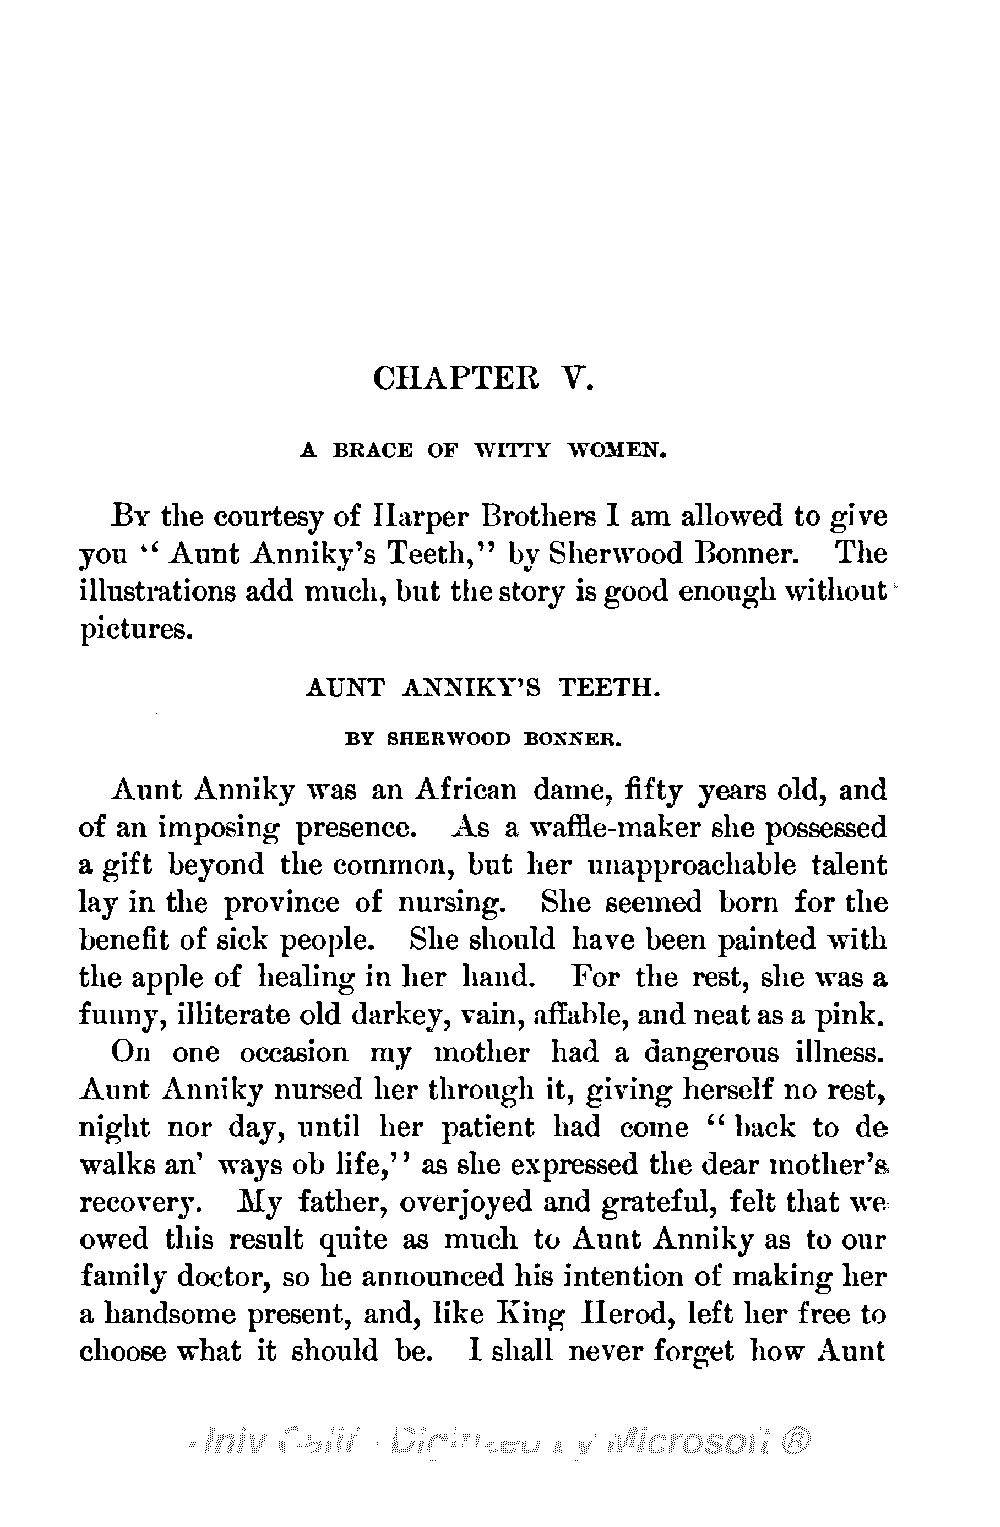 CHAPTER V.
A BRACE OF WITTY WOMEN.
By the courtesy of Harper Brothers I am allowed to give
you “ Aunt Anniky’s Teeth,” by Sherwood Bonner. The
illustrations add much, but the story is good enough without
pictures.
AUNT ANNIKY’S TEETH.
BY SHERWOOD BONNER.
Aunt Anniky was an African dame, fifty years old, and
of an imposing presence. As a waffle-maker she possessed
a gift beyond the common, but her unapproachable talent
lay in the province of nursing. She seemed born for the
benefit of sick people. She should have been painted with
the apple of healing in her hand. For the rest, she was a
funny, illiterate old darkey, vain, affable, and neat as a pink.
On one occasion my mother had a dangerous illness.
Aunt Anniky nursed her through it, giving herself no rest,
night nor day, until her patient had come “ back to de
walks an’ ways ob life,” as she expressed the dear mother’s
recovery. My father, overjoyed and grateful, felt that we
owed this result quite as much to Aunt Anniky as to our
family doctor, so he announced his intention of making her
a handsome present, and, like King Herod, left her free to
choose what it should be. I shall never forget how Aunt
Microsoft ®